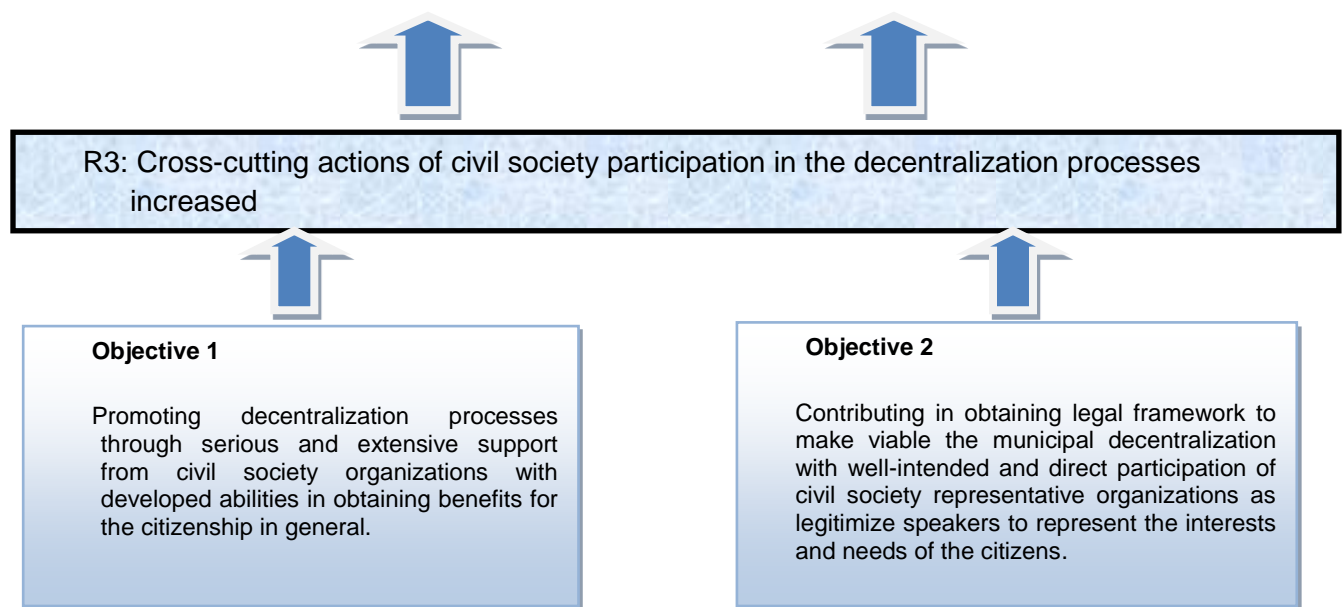 R3: Cross-cutting actions of civil society participation in the decentralization processes
increased
Objective 1
Promoting decentralization processes
through serious and extensive support
from civil society organizations with
developed abilities in obtaining benefits for
the citizenship in general.
Objective 2
Contributing in obtaining legal framework to
make viable the municipal decentralization
with well-intended and direct participation of
civil society representative organizations as
legitimize speakers to represent the interests
and needs of the citizens.